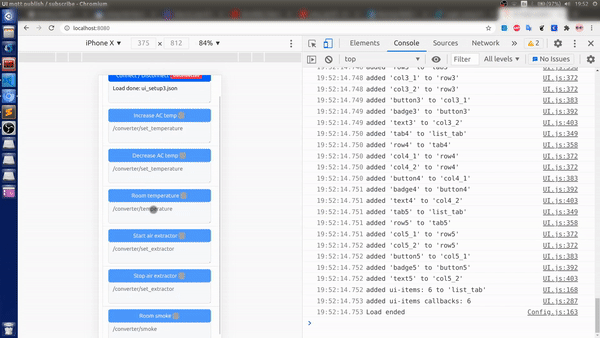 UI mqtt publish / subscribe - Chromium
(97%)
19:52
localhost:8080
iPhone X
375
×
812
84%
Elements
Console
Sources
Network
2
top
Filter
All levels
No Issues
Connect / Disconnect
Load done: ui_setup3.json
Increase AC temp
/converter/set_temperature
Decrease AC temp
/converter/set_temperature
Room temperature
/converter/temperature
Start air extractor
/converter/set_extractor
Stop air extractor
/converter/set_extractor
Room smoke
/converter/smoke
19:52:14.748 added 'col3_1' to 'row3' UI.js:372
19:52:14.748 added 'col3_2' to 'row3' UI.js:372
19:52:14.749 added 'button3' to 'col3_1' UI.js:383
19:52:14.749 added 'badge3' to 'button3' UI.js:392
19:52:14.749 added 'text3' to 'col3_2' UI.js:403
19:52:14.750 added 'tab4' to 'list_tab' UI.js:349
19:52:14.750 added 'row4' to 'tab4' UI.js:358
19:52:14.750 added 'col4_1' to 'row4' UI.js:372
19:52:14.750 added 'col4_2' to 'row4' UI.js:372
19:52:14.750 added 'button4' to 'col4_1' UI.js:383
19:52:14.751 added 'badge4' to 'button4' UI.js:392
19:52:14.751 added 'text4' to 'col4_2' UI.js:403
19:52:14.751 added 'tab5' to 'list_tab' UI.js:349
19:52:14.751 added 'row5' to 'tab5' UI.js:358
19:52:14.751 added 'col5_1' to 'row5' UI.js:372
19:52:14.751 added 'col5_2' to 'row5' UI.js:372
19:52:14.752 added 'button5' to 'col5_1' UI.js:383
19:52:14.752 added 'badge5' to 'button5' UI.js:392
19:52:14.752 added 'text5' to 'col5_2' UI.js:403
19:52:14.752 added ui-items: 6 to 'list_tab' UI.js:168
19:52:14.753 added ui-items callbacks: 6 UI.js:287
19:52:14.753 Load ended Config.js:163